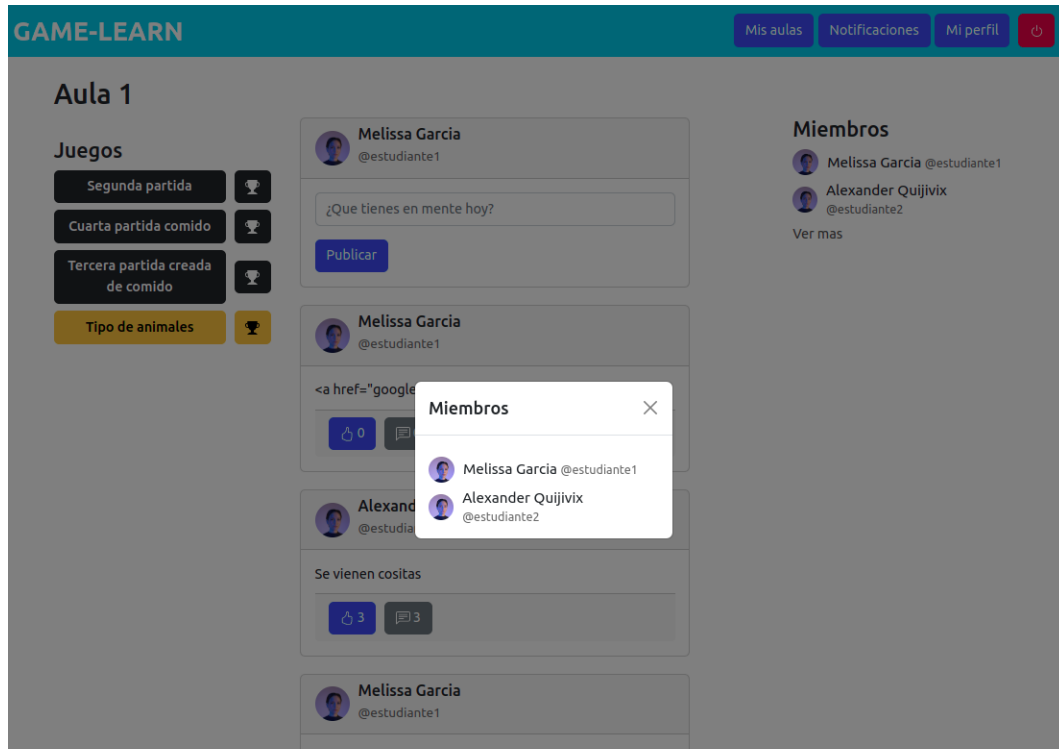 GAME-LEARN
Mis aulas
Notificaciones
Mi perfil
Aula 1
Juegos
Segunda partida
Cuarta partida comido
Tercera partida creada
de comido
Tipo de animales
Melissa Garcia
@estudiante1
¿Que tienes en mente hoy?
Publicar
Melissa Garcia
@estudiante1
<a href="google
0
Miembros
Melissa Garcia @estudiante1
Alexander Quijivix
@estudiante2
Alexand
@estudia
Se vienen cositas
3
3
Melissa Garcia
@estudiante1
Miembros
Melissa Garcia @estudiante1
Alexander Quijivix
@estudiante2
Ver mas